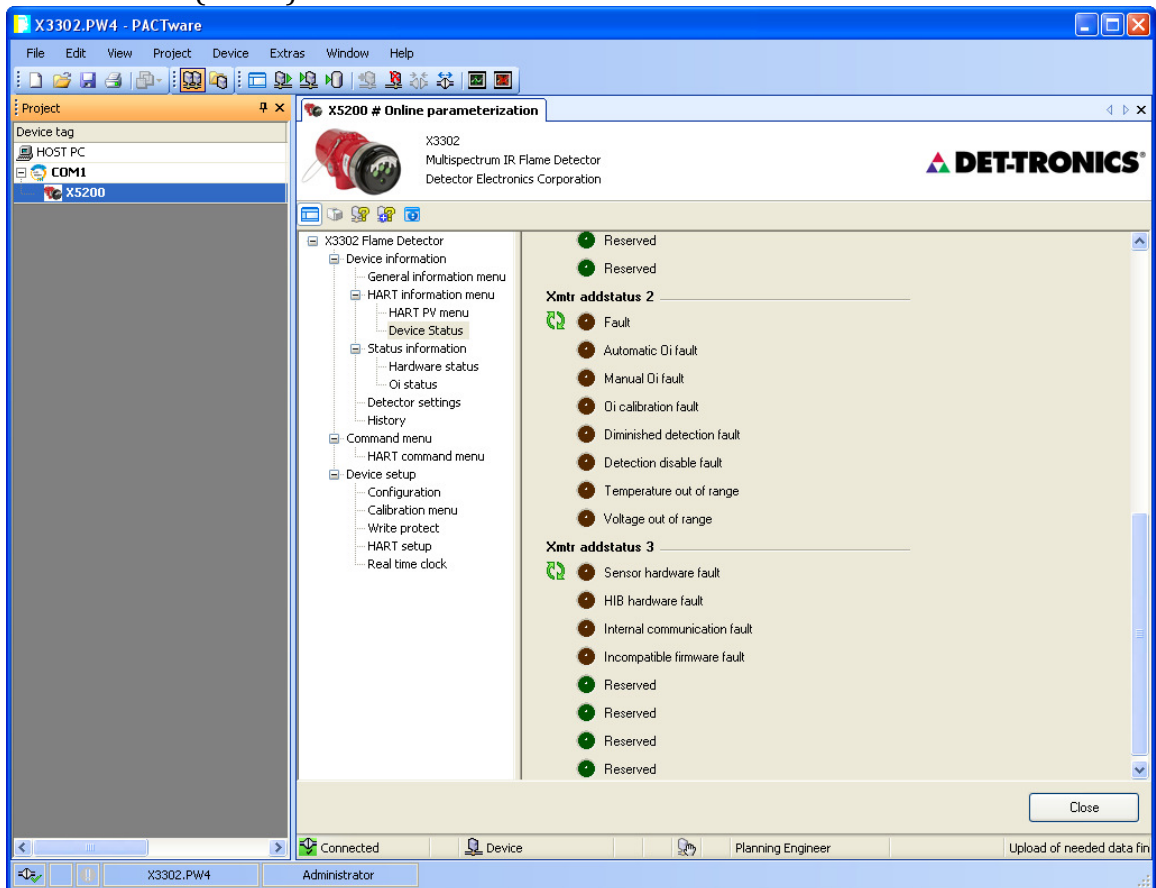 X3302.PW4 - PACTware
File Edit View Project Device Extras Window Help
Project
Device tag
HOST PC
COM1
X5200
X5200 # Online parameterization
X3302
Multispectrum IR Flame Detector
Detector Electronics Corporation
DET-TRONICS®
X3302 Flame Detector
Device information
General information menu
HART information menu
HART PV menu
Device Status
Status information
Hardware status
Oi status
Detector settings
History
Command menu
HART command menu
Device setup
Configuration
Calibration menu
Write protect
HART setup
Real time clock
Reserved
Reserved
Xmtr addstatus 2
Fault
Automatic Oi fault
Manual Oi fault
Oi calibration fault
Diminished detection fault
Detection disable fault
Temperature out of range
Voltage out of range
Xmtr addstatus 3
Sensor hardware fault
HIB hardware fault
Internal communication fault
Incompatible firmware fault
Reserved
Reserved
Reserved
Reserved
Close
Connected Device Planning Engineer Upload of needed data fin
X3302.PW4 Administrator